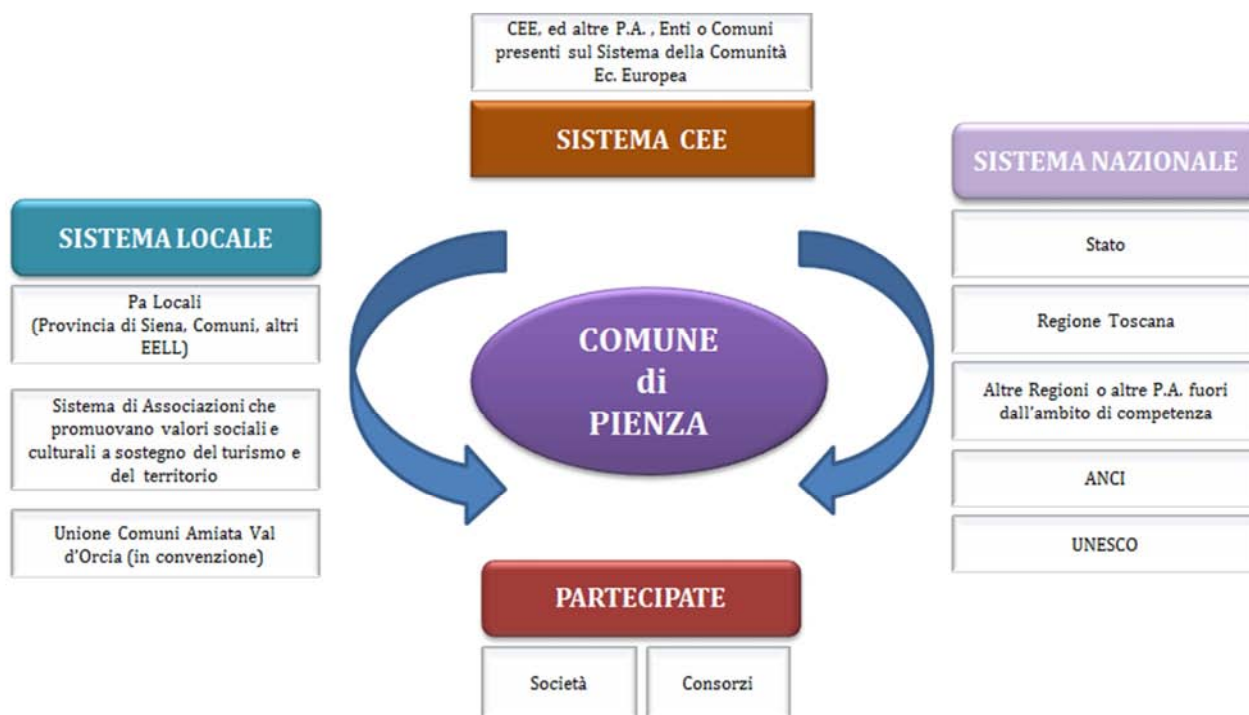 CEE, ed altre P.A. , Enti o Comuni
presenti sul Sistema della Comunità
Ec. Europea
SISTEMA CEE
SISTEMA LOCALE
Pa Locali
(Provincia di Siena, Comuni, altri
EELL)
Sistema di Associazioni che
promuovano valori sociali e
culturali a sostegno del turismo e
del territorio
Unione Comuni Amiata Val
d'Orcia (in convenzione)
COMUNE
di
PIENZA
SISTEMA NAZIONALE
Stato
Regione Toscana
Altre Regioni o altre P.A. fuori
dall'ambito di competenza
ANCI
UNESCO
PARTECIPATE
Società
Consorzi